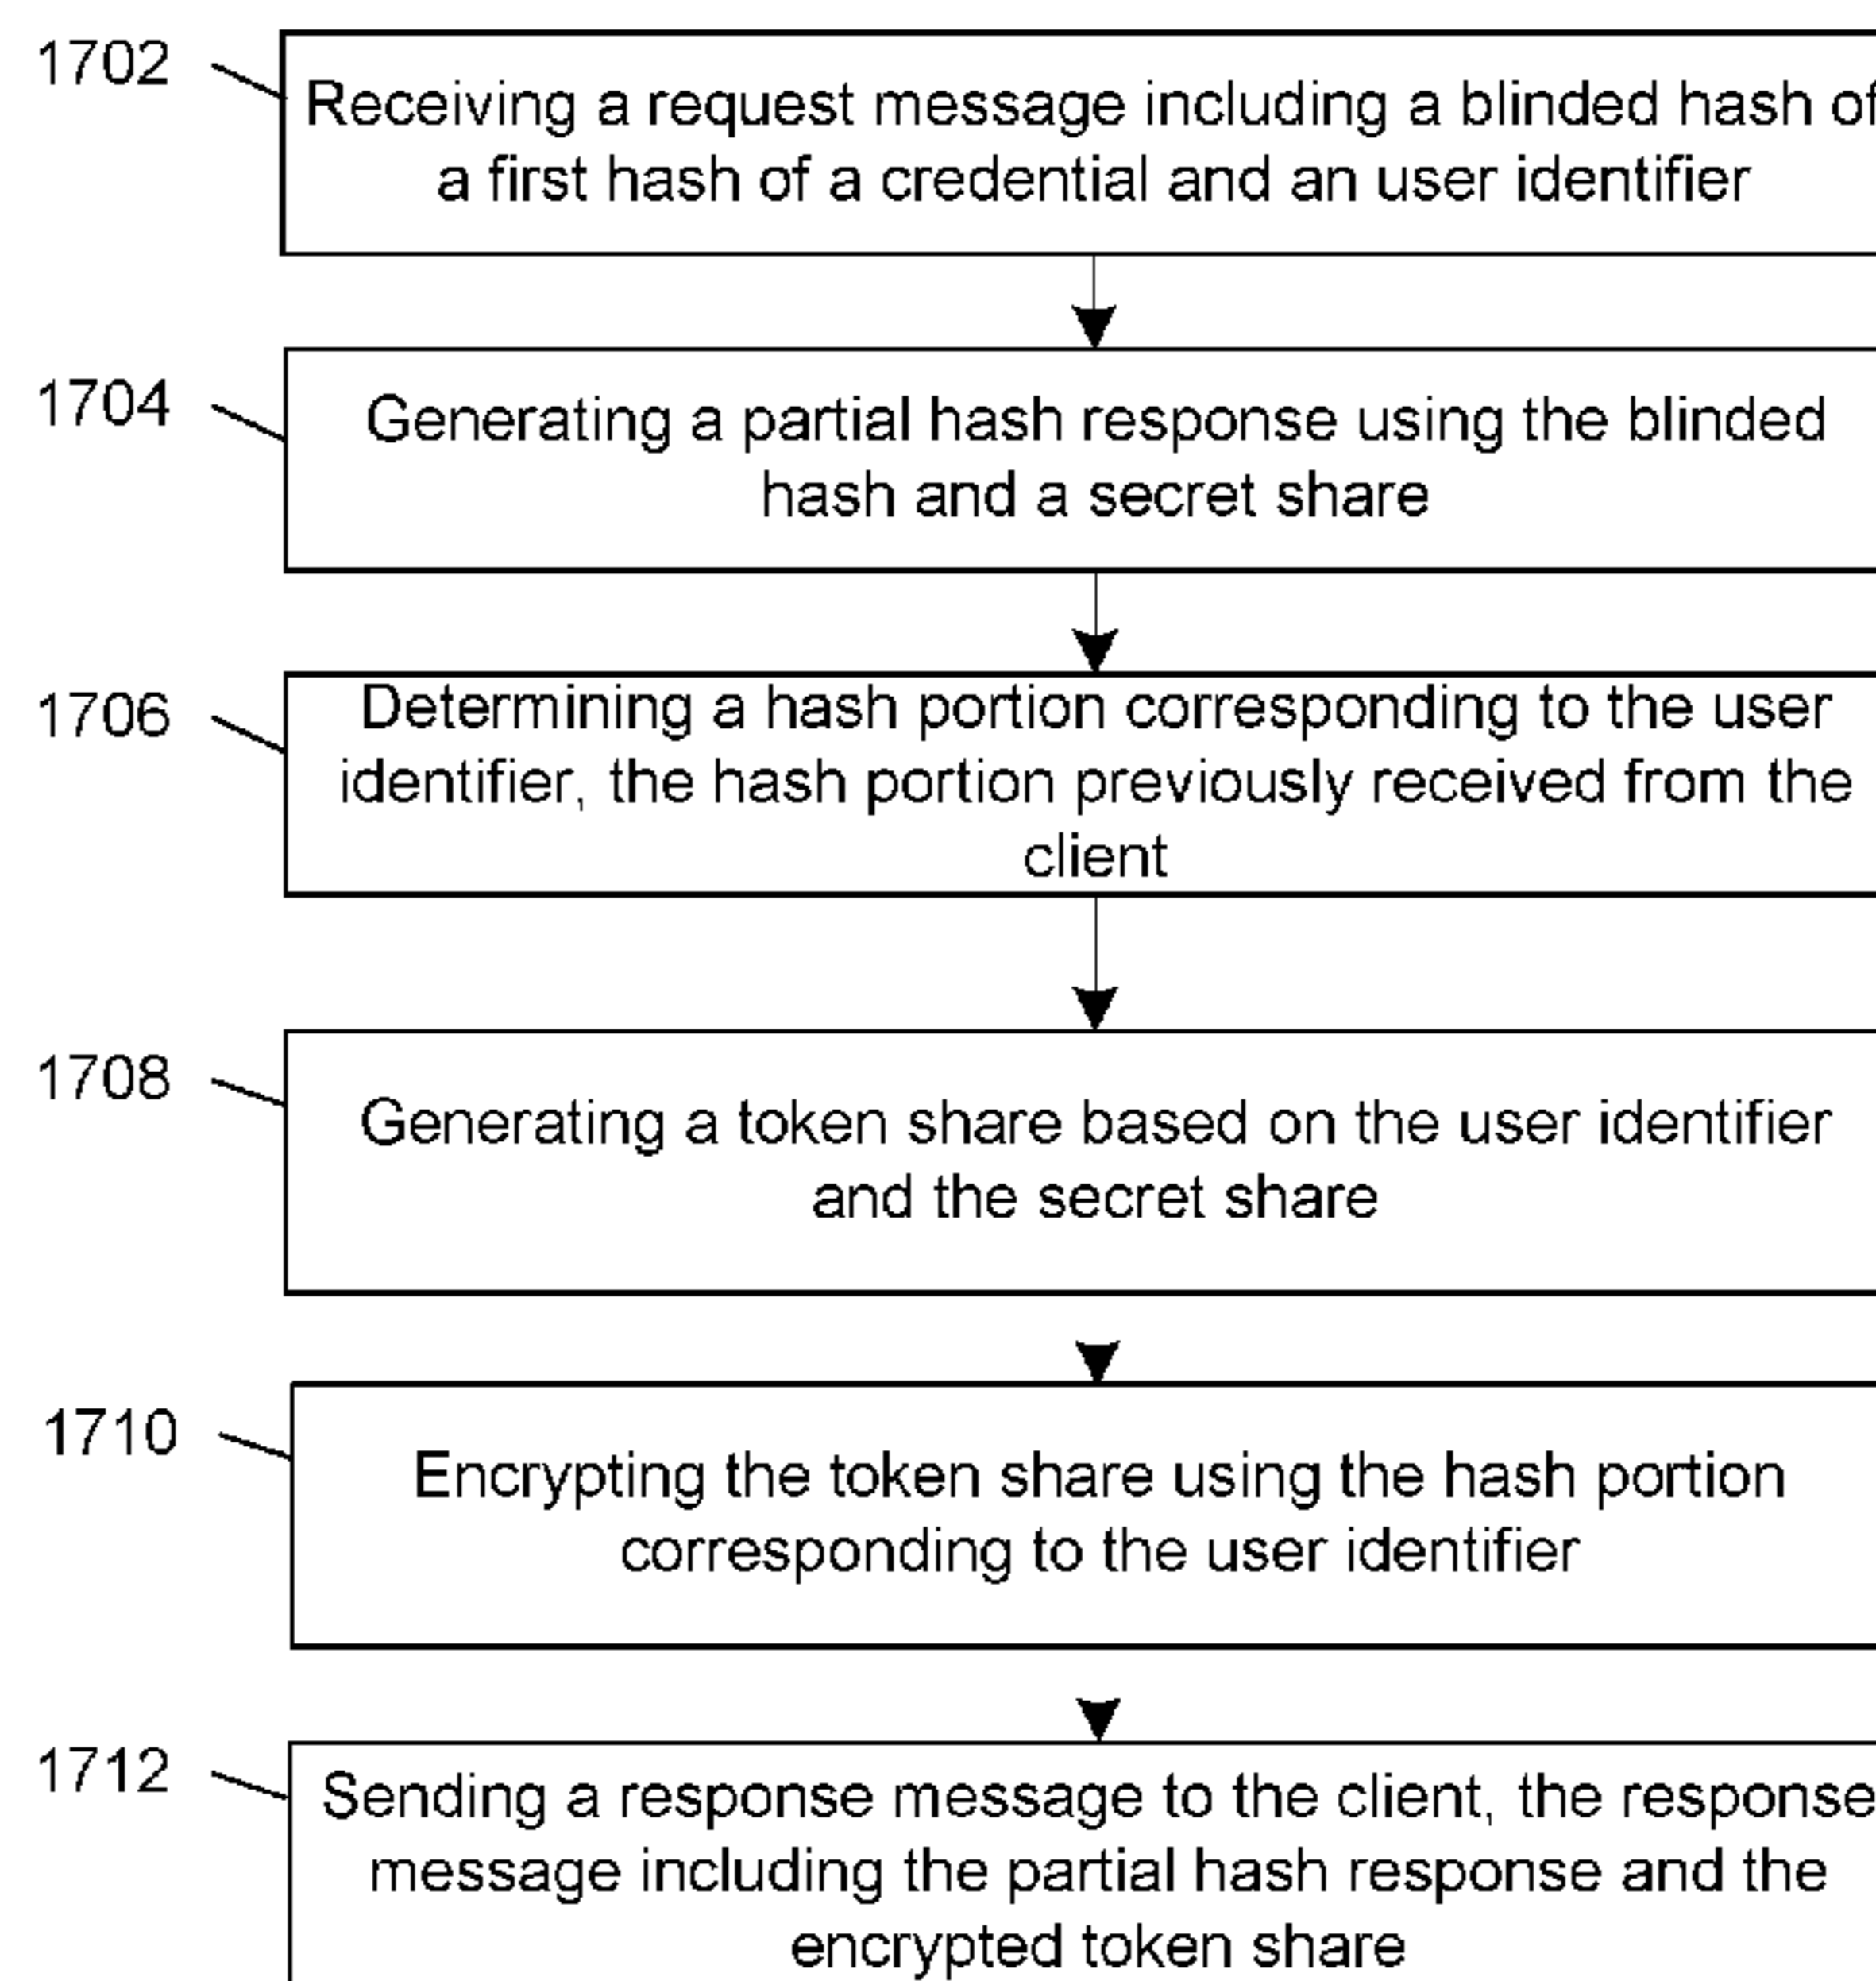 1702
Receiving a request message including a blinded hash of
a first hash of a credential and an user identifier
1704
Generating a partial hash response using the blinded
hash and a secret share
1706
Determining a hash portion corresponding to the user
identifier, the hash portion previously received from the
client
1708
Generating a token share based on the user identifier
and the secret share
1710
Encrypting the token share using the hash portion
corresponding to the user identifier
1712
Sending a response message to the client, the response
message including the partial hash response and the
encrypted token share